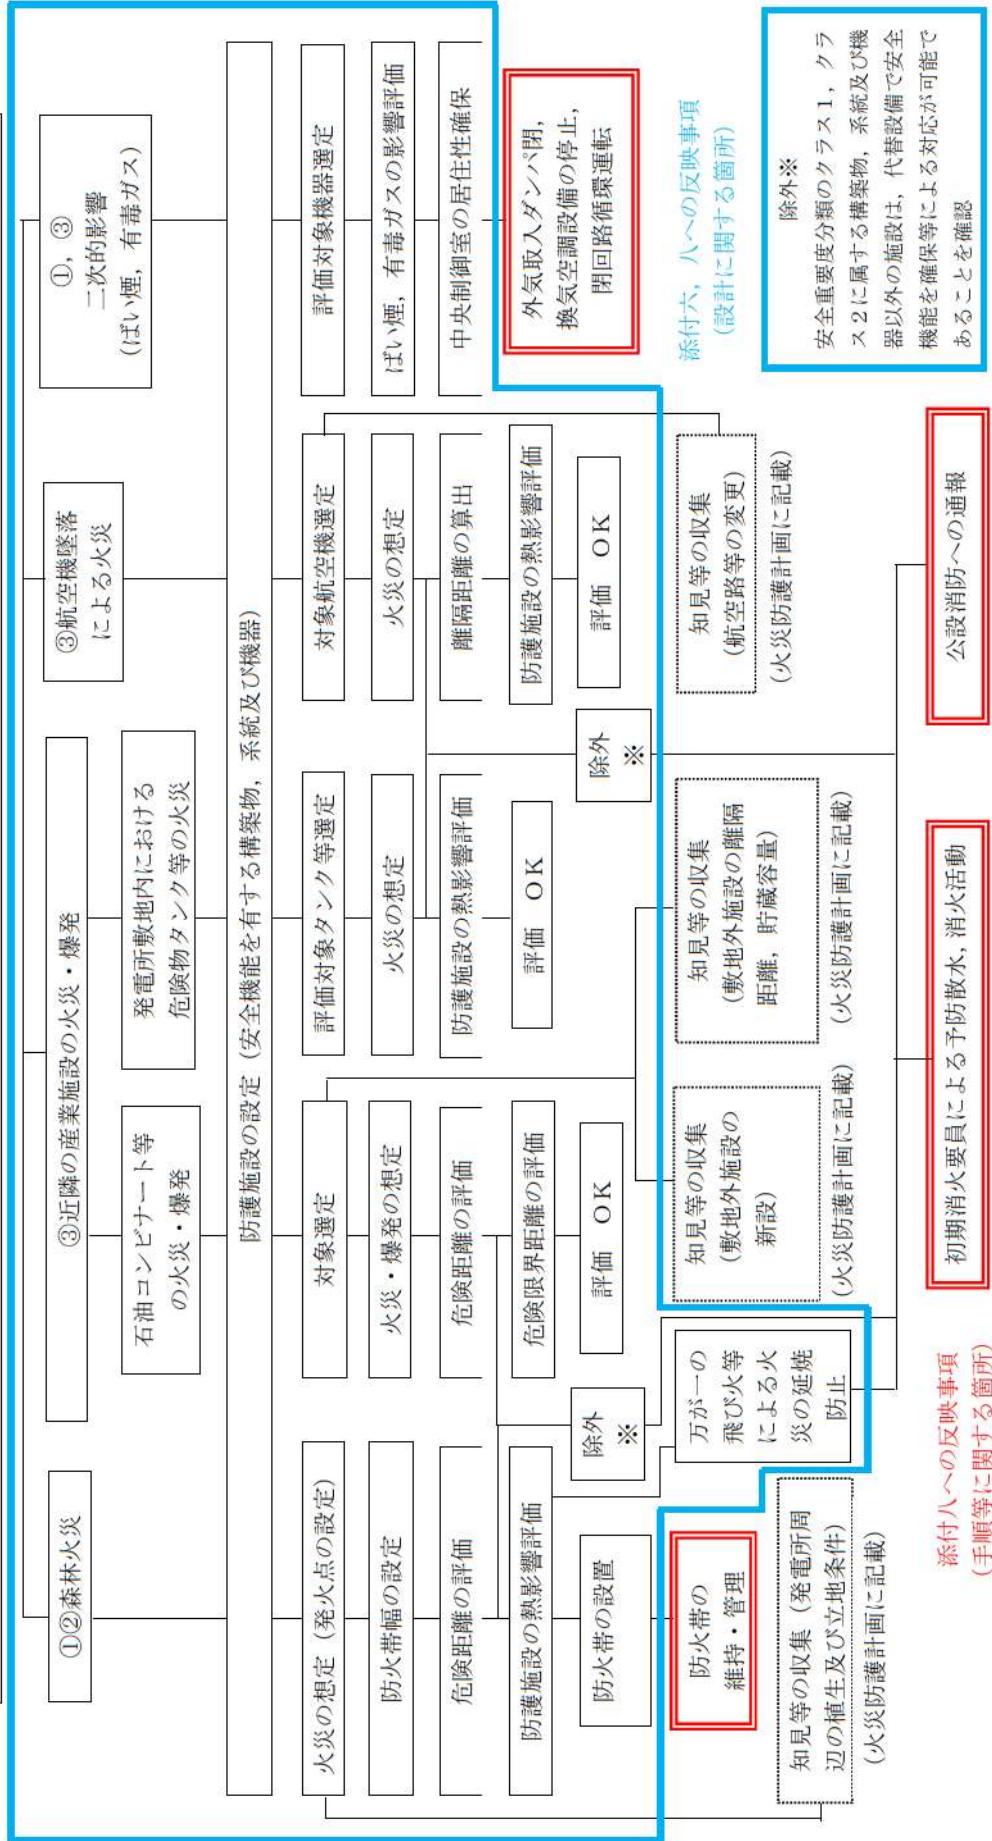 ①②森林火災
③近隣の産業施設の火災・爆発
③航空機墜落
による火災
①，③
二次的影響
(ばい煙，有毒ガス)
石油コンビナート等
の火災・爆発
発電所敷地内における
危険物タンク等の火災
防護施設の設定（安全機能を有する構築物，系統及び機器）
火災の想定（発火点の設定）
防火帯幅の設定
危険距離の評価
防護施設の熱影響評価
防火帯の設置
防火帯の
維持・管理
知見等の収集（発電所周
辺の植生及び立地条件）
(火災防護計画に記載)
対象選定
火災・爆発の想定
危険距離の評価
危険限界距離の評価
評価　OK
除外
※
万が一の
飛び火等
による火
災の延焼
防止
知見等の収集
(敷地外施設の
新設)
(火災防護計画に記載)
評価対象タンク等選定
火災の想定
防護施設の熱影響評価
評価　OK
知見等の収集
(敷地外施設の離隔
距離，貯蔵容量)
(火災防護計画に記載)
除外
※
対象航空機選定
火災の想定
離隔距離の算出
防護施設の熱影響評価
評価　OK
知見等の収集
(航空路等の変更)
(火災防護計画に記載)
評価対象機器選定
ばい煙，有毒ガスの影響評価
中央制御室の居住性確保
外気取入ダンパ閉，
換気空調設備の停止，
閉回路循環運転
添付六，八への反映事項
(設計に関する箇所)
除外※
安全重要度分類のクラス１，クラ
ス２に属する構築物，系統及び機
器以外の施設は，代替設備で安全
機能を確保等による対応が可能で
あることを確認
添付八への反映事項
(手順等に関する箇所)
初期消火要員による予防散水，消火活動
公設消防への通報